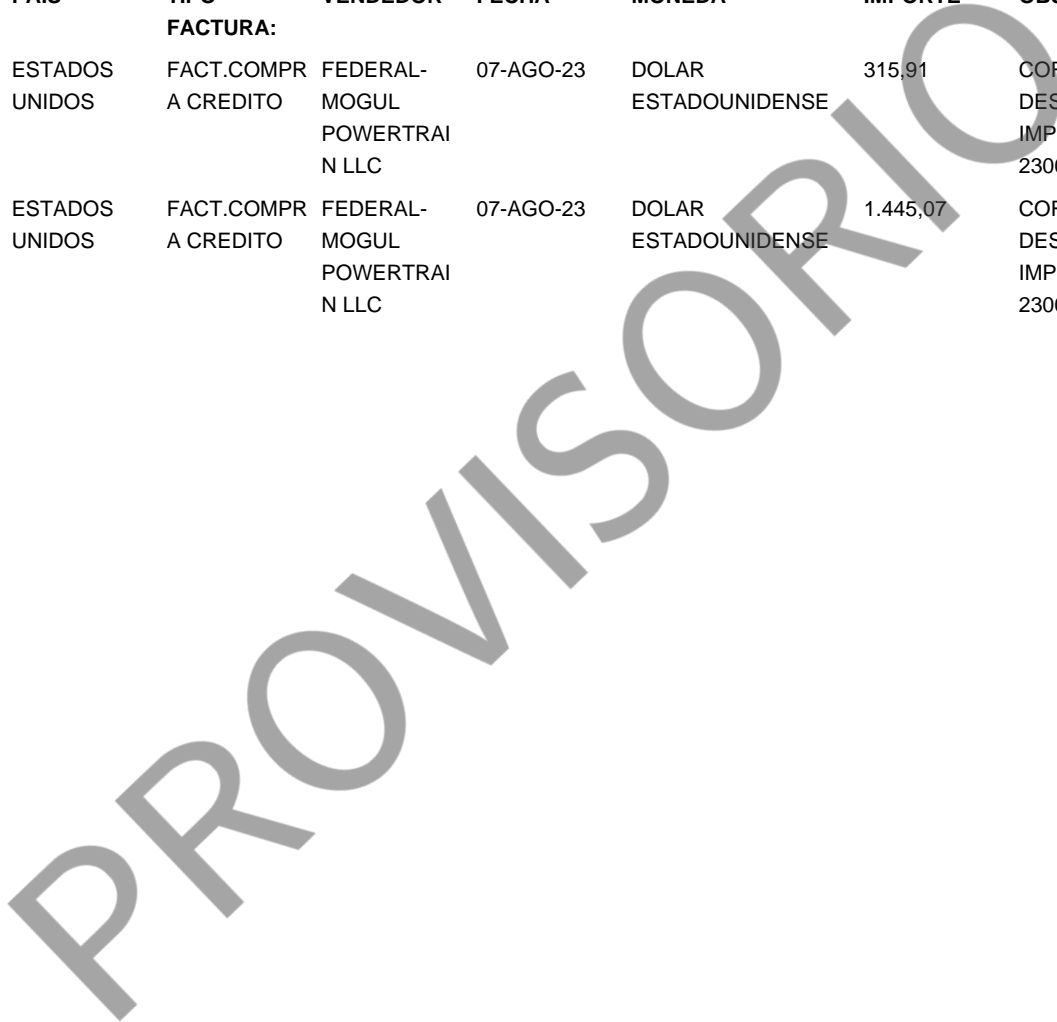 FACTURA:
ESTADOS FACT.COMPR FEDERAL- 07-AGO-23 DOLAR 315,91
UNIDOS A CREDITO MOGUL ESTADOUNIDENSE
POWERTRAI
N LLC
ESTADOS FACT.COMPR FEDERAL- 07-AGO-23 DOLAR 1.445,07
UNIDOS A CREDITO MOGUL ESTADOUNIDENSE
POWERTRAI
N LLC
PROVISORIO